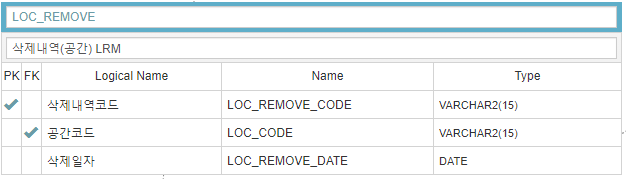 LOC_REMOVE
삭제내역(공간) LRM
PK FK Logical Name Name Type
삭제내역코드 LOC_REMOVE_CODE VARCHAR2(15)
공간코드 LOC_CODE VARCHAR2(15)
삭제일자 LOC_REMOVE_DATE DATE